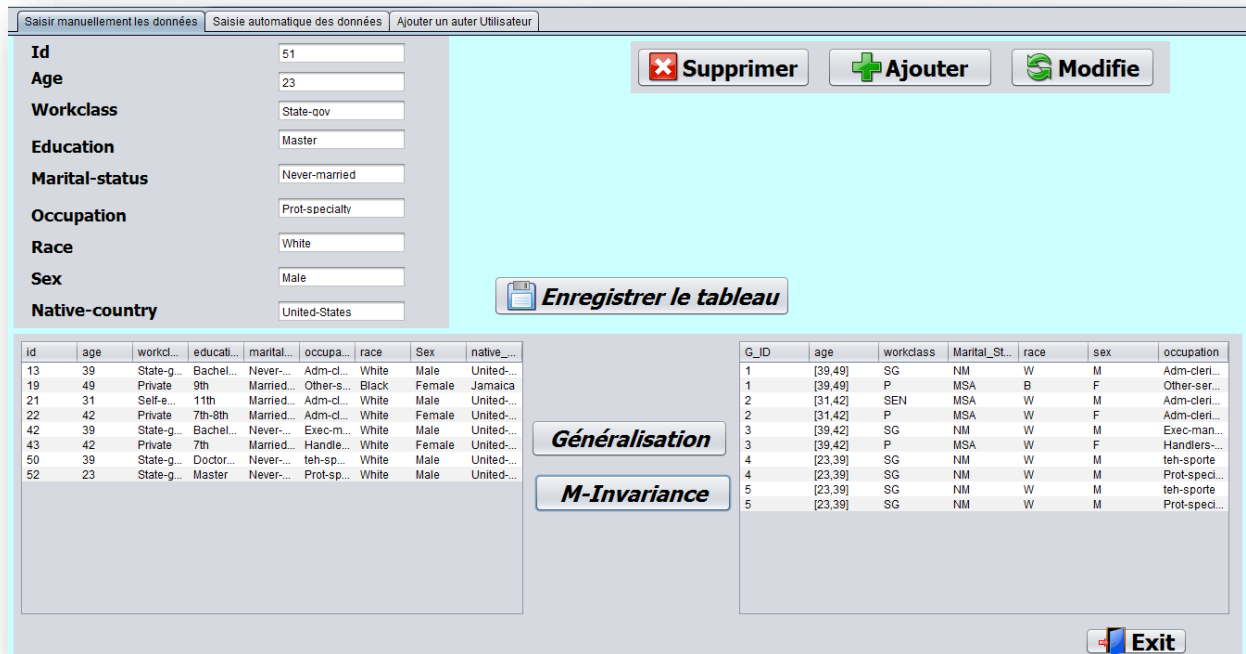 Saisir manuellement les données Saisie automatique des données Ajouter un auter Utilisateur
Id 51
Age 23
Workclass State-gov
Education Master
Marital-status Never-married
Occupation Prot-specialty
Race White
Sex Male
Native-country United-States
Supprimer Ajouter Modifie
Enregistrer le tableau
id age workcl... educati... marital... occupa... race Sex native_...
13 39 State-g... Bachel... Never-... Adm-cl... White Male United-...
19 49 Private 9th Married... Other-s... Black Female Jamaica
21 31 Self-e... 11th Married... Adm-cl... White Male United-...
22 42 Private 7th-8th Married... Adm-cl... White Female United-...
42 39 State-g... Bachel... Never-... Exec-m... White Male United-...
43 42 Private 7th Married... Handle... White Female United-...
50 39 State-g... Doctor... Never-... teh-sp... White Male United-...
52 23 State-g... Master Never-... Prot-sp... White Male United-...
Généralisation
M-Invariance
G_ID age workclass Marital_St... race sex occupation
1 [39,49] SG NM W M Adm-cleri...
1 [39,49] P MSA B F Other-ser...
2 [31,42] SEN MSA W M Adm-cleri...
2 [31,42] P MSA W F Adm-cleri...
3 [39,42] SG NM W M Exec-man...
3 [39,42] P MSA W F Handlers-...
4 [23,39] SG NM W M teh-sporte
4 [23,39] SG NM W M Prot-speci...
5 [23,39] SG NM W M teh-sporte
5 [23,39] SG NM W M Prot-speci...
Exit